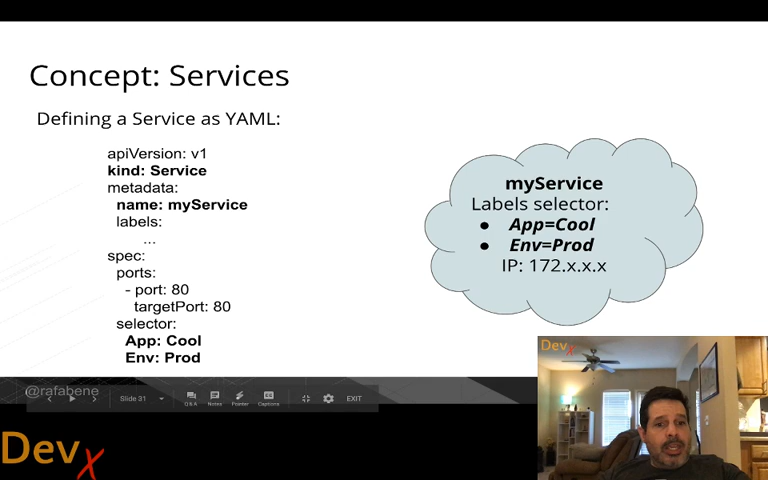 Concept: Services
Defining a Service as YAML:
apiVersion: v1
kind: Service
metadata:
name: myService
labels:
...
spec:
ports:
- port: 80
targetPort: 80
selector:
App: Cool
Env: Prod
myService
Labels selector:
● App=Cool
● Env=Prod
IP: 172.x.x.x
@rafabene
Slide 31
Q&A
Notes
Pointer
Captions
EXIT
DevX
DevX